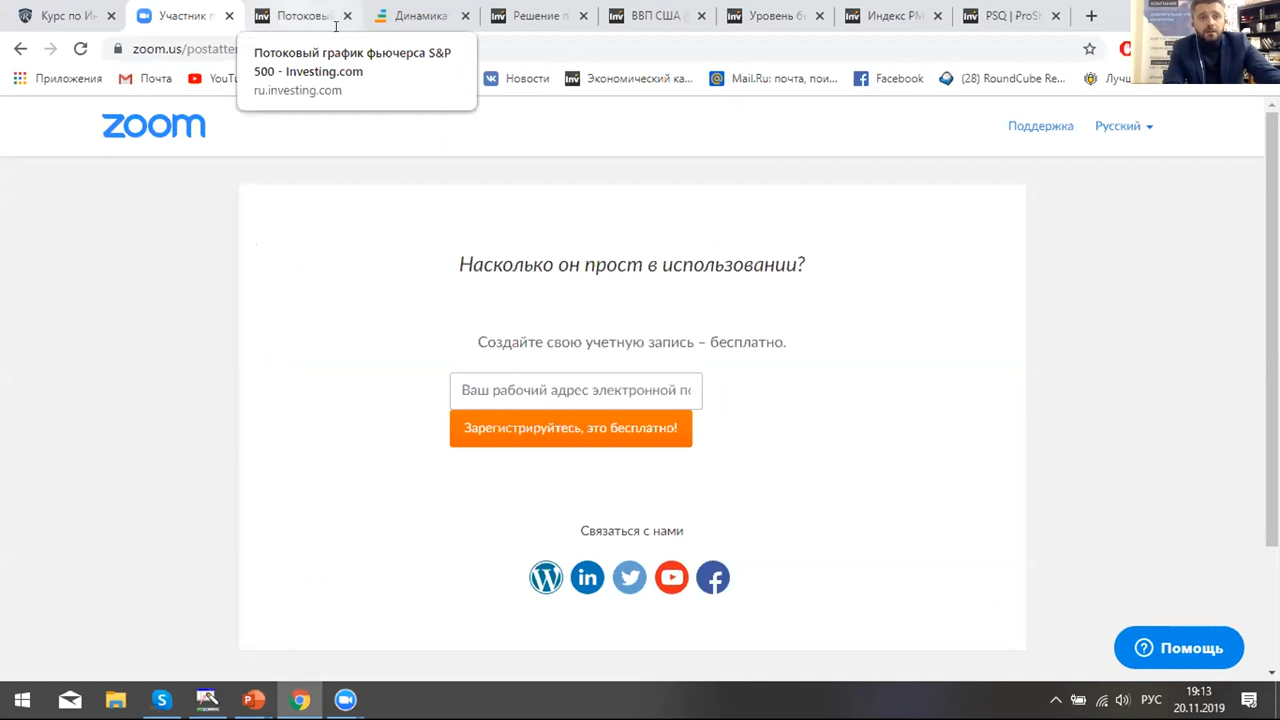 Курс по Ин
Участник п
Потоковы
Динамика
Решение п
ВВП США
Уровень б
Индекс
PSQ | ProSh
zoom.us/postatte
Потоковый график фьючерса S&P
500 - Investing.com
ru.investing.com
Приложения
Почта
YouTu
Новости
Экономический ка...
Mail.Ru: почта, пои...
Facebook
(28) RoundCube Re...
Лучш
zoom
Поддержка
Русский
Насколько он прост в использовании?
Создайте свою учетную запись – бесплатно.
Ваш рабочий адрес электронной по
Зарегистрируйтесь, это бесплатно!
Связаться с нами
Помощь
РУС
19:13
20.11.2019